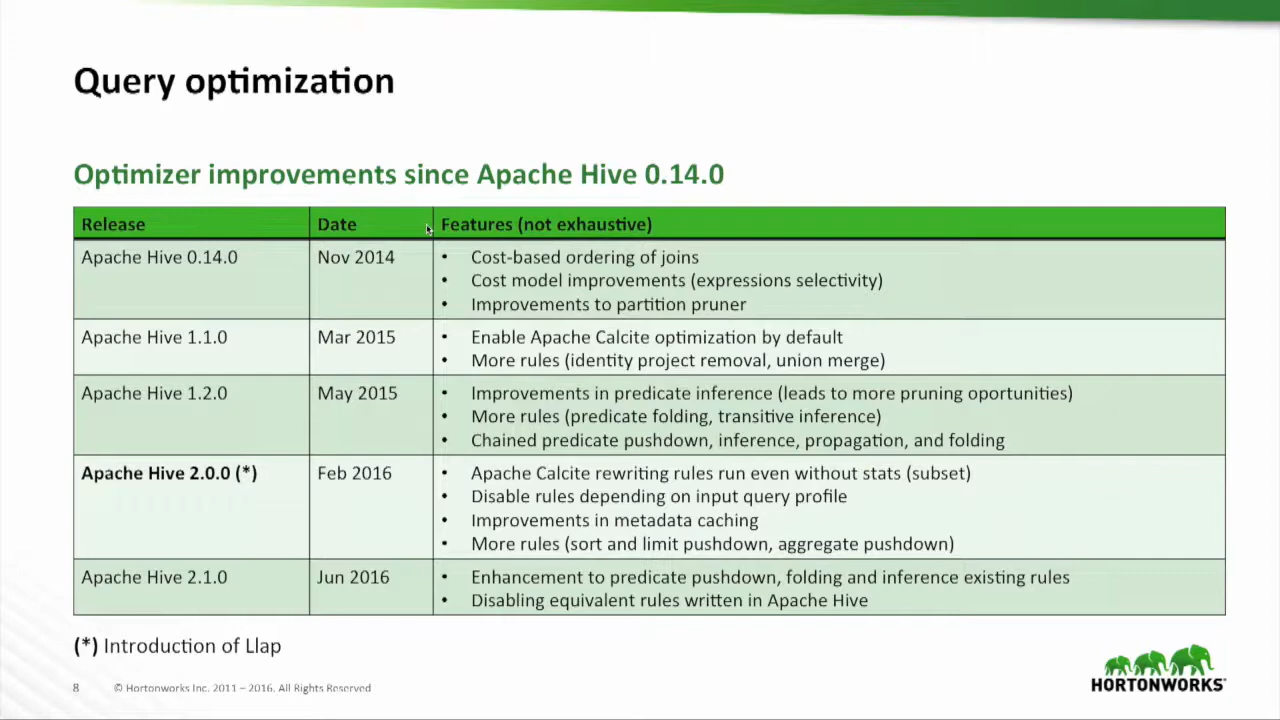 Query optimization
Optimizer improvements since Apache Hive 0.14.0
Release Date Features (not exhaustive)
Apache Hive 0.14.0 Nov 2014 • Cost-based ordering of joins
• Cost model improvements (expressions selectivity)
• Improvements to partition pruner
Apache Hive 1.1.0 Mar 2015 • Enable Apache Calcite optimization by default
• More rules (identity project removal, union merge)
Apache Hive 1.2.0 May 2015 • Improvements in predicate inference (leads to more pruning oportunities)
• More rules (predicate folding, transitive inference)
• Chained predicate pushdown, inference, propagation, and folding
Apache Hive 2.0.0 (*) Feb 2016 • Apache Calcite rewriting rules run even without stats (subset)
• Disable rules depending on input query profile
• Improvements in metadata caching
• More rules (sort and limit pushdown, aggregate pushdown)
Apache Hive 2.1.0 Jun 2016 • Enhancement to predicate pushdown, folding and inference existing rules
• Disabling equivalent rules written in Apache Hive
(*) Introduction of Llap
8 © Hortonworks Inc. 2011 – 2016. All Rights Reserved
HORTONWORKS